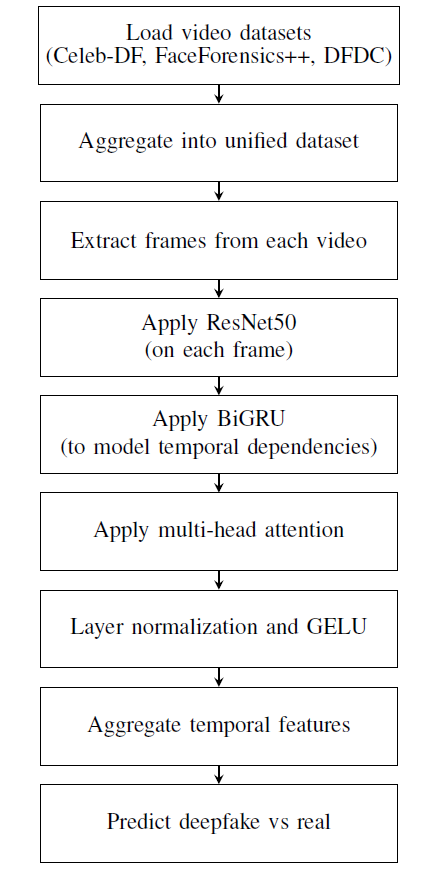 Load video datasets
(Celeb-DF, FaceForensics++, DFDC)
Aggregate into unified dataset
Extract frames from each video
Apply ResNet50
(on each frame)
Apply BiGRU
(to model temporal dependencies)
Apply multi-head attention
Layer normalization and GELU
Aggregate temporal features
Predict deepfake vs real